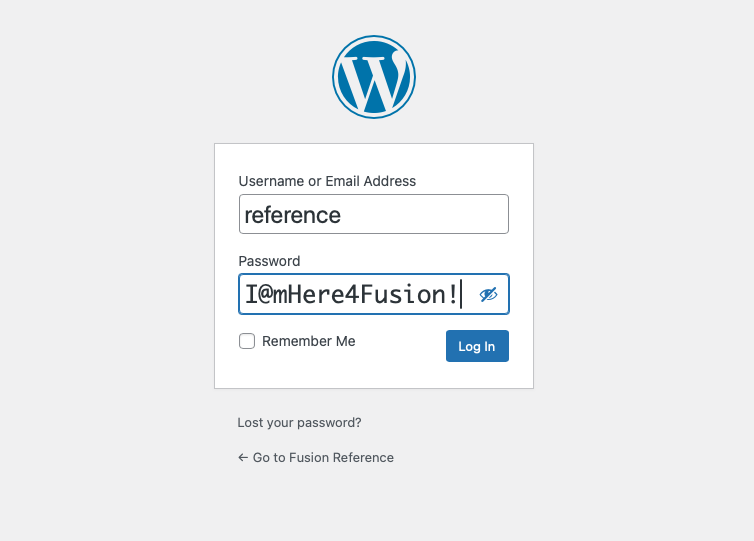 Username or Email Address
reference
Password
I@mHere4Fusion!
Remember Me
Log In
Lost your password?
← Go to Fusion Reference